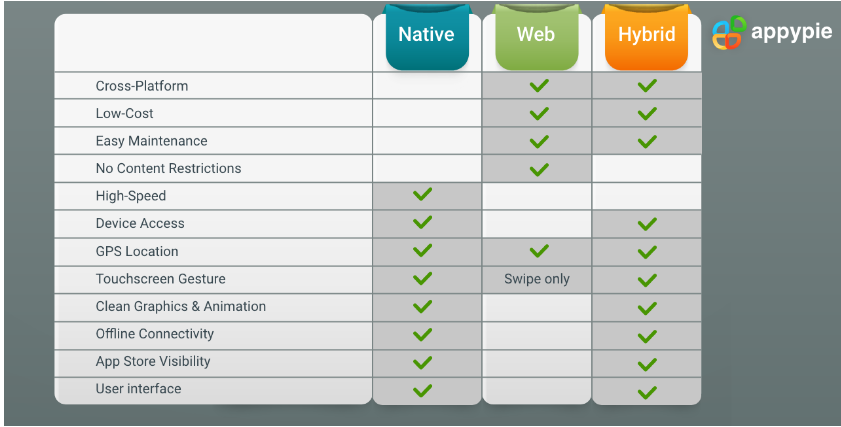 Native Web Hybrid appypie
Cross-Platform
Low-Cost
Easy Maintenance
No Content Restrictions
High-Speed
Device Access
GPS Location
Touchscreen Gesture Swipe only
Clean Graphics & Animation
Offline Connectivity
App Store Visibility
User interface